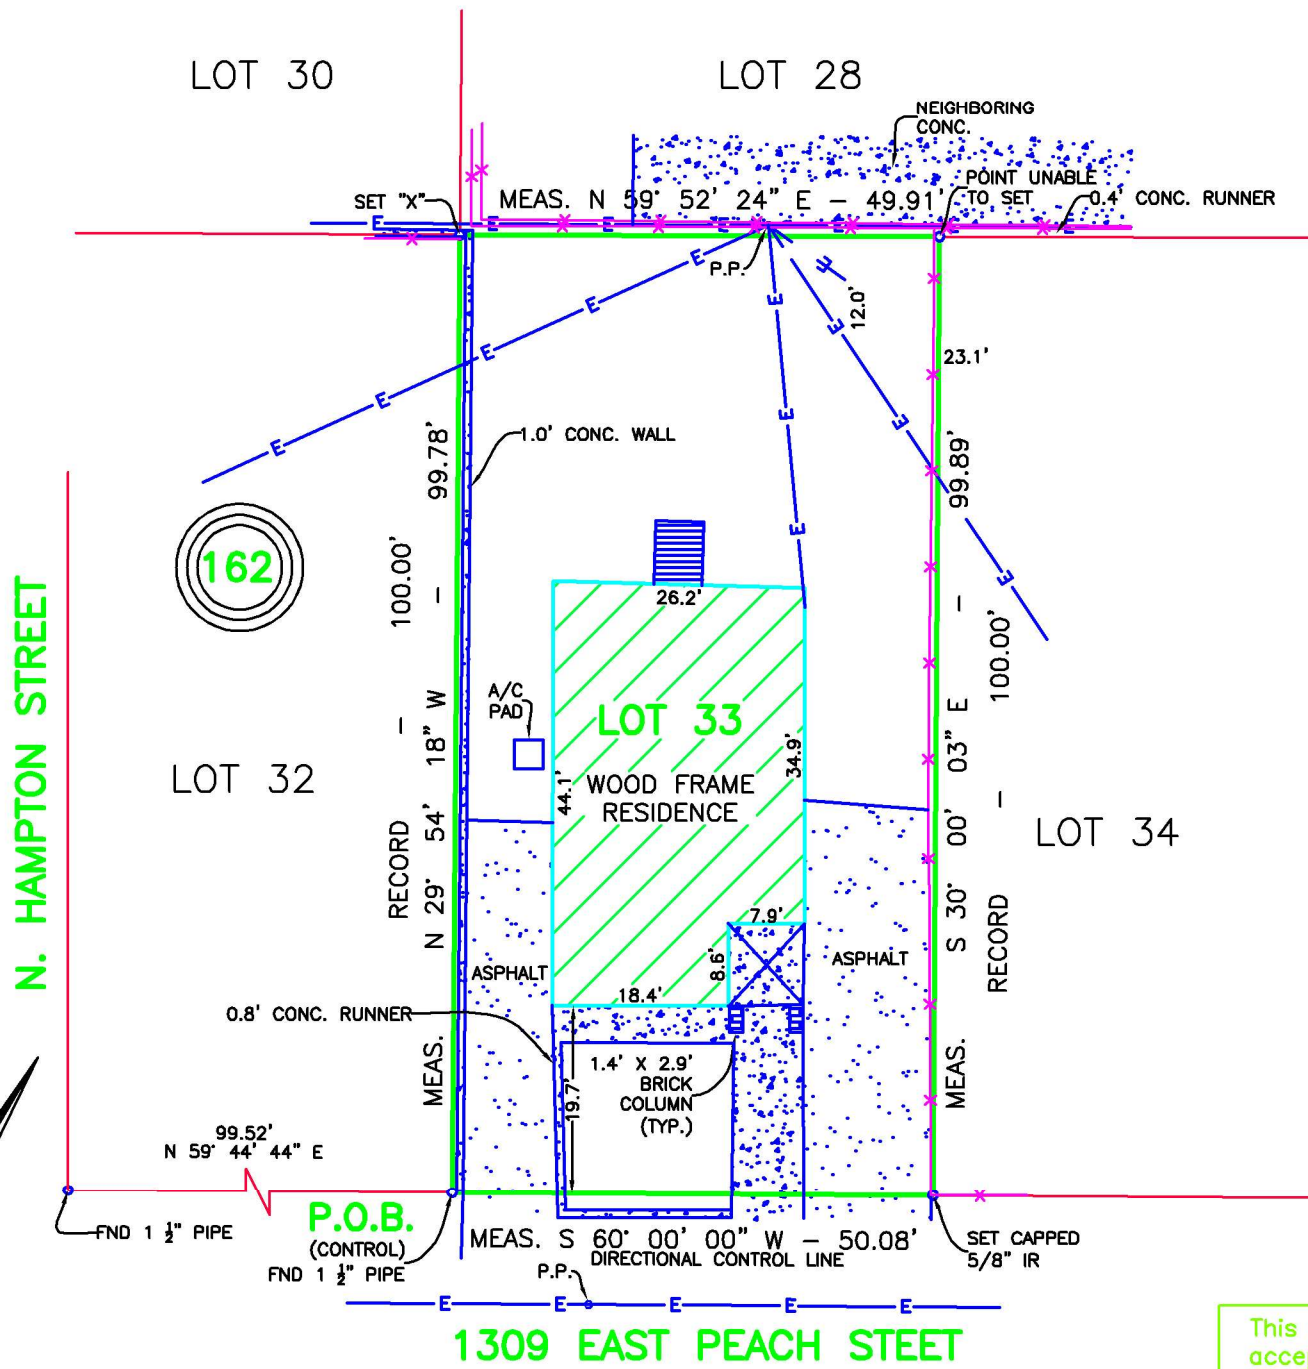 LOT 30
LOT 28
NEIGHBORING
CONC.
SET "X"
MEAS. N 59° 52' 24" E - 49.91'
POINT UNABLE
TO SET
0.4' CONC. RUNNER
E
E
E
E
E
E
P.P.
E
E
E
E
E
E
E
E
E
E
E
E
12.0'
23.1'
1.0' CONC. WALL
99.78'
99.89'
162
100.00'
100.00'
N. HAMPTON STREET
26.2'
A/C
PAD
LOT 33
LOT 32
WOOD FRAME
RESIDENCE
44.1'
34.9'
LOT 34
MEAS. N 29° 54' 18" W -
RECORD -
MEAS. S 30° 00' 03" E -
RECORD -
7.9'
8.6'
ASPHALT
ASPHALT
18.4'
0.8' CONC. RUNNER
1.4' X 2.9'
BRICK
COLUMN
(TYP.)
19.7'
99.52'
N 59° 44' 44" E
FND 1 ½" PIPE
P.O.B.
(CONTROL)
FND 1 ½" PIPE
MEAS. S 60° 00' 00" W - 50.08'
DIRECTIONAL CONTROL LINE
SET CAPPED
5/8" IR
P.P.
E
E
E
E
E
1309 EAST PEACH STEET
This
acce